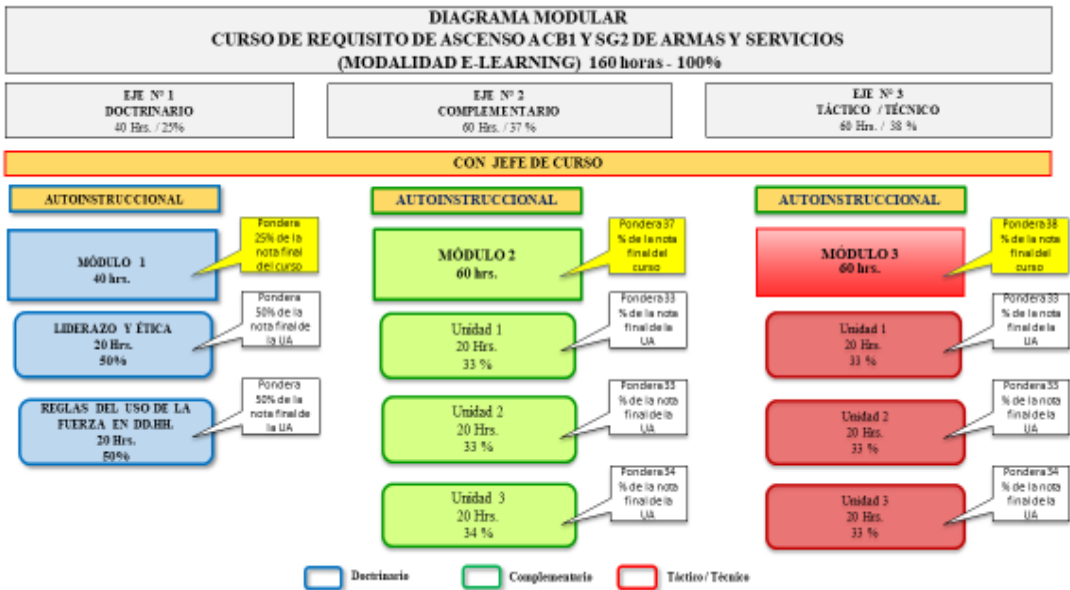 DIAGRAMA MODULAR
CURSO DE REQUISITO DE ASCENSO A CB1 Y SG2 DE ARMAS Y SERVICIOS
(MODALIDAD E-LEARNING) 160 horas - 100%
EJE Nº 1
DOCTRINARIO
40 Hrs. / 25%
EJE Nº 2
COMPLEMENTARIO
60 Hrs. / 37 %
EJE Nº 3
TÁCTICO / TÉCNICO
60 Hrs. / 38 %
CON JEFE DE CURSO
AUTOINSTRUCCIONAL
MÓDULO 1
40 hrs.
Pondera
25% de la
nota final
del curso
LIDERAZO Y ÉTICA
20 Hrs.
50%
Pondera
50% de la
nota final de
la UA
REGLAS DEL USO DE LA
FUERZA EN DD.HH.
20 Hrs.
50%
Pondera
50% de la
nota final de
la UA
AUTOINSTRUCCIONAL
MÓDULO 2
60 hrs.
Pondera 37
% de la nota
final del
curso
Unidad 1
20 Hrs.
33 %
Pondera 33
% de la nota
final de la
UA
Unidad 2
20 Hrs.
33 %
Pondera 33
% de la nota
final de la
UA
Unidad 3
20 Hrs.
34 %
Pondera 34
% de la nota
final de la
UA
AUTOINSTRUCCIONAL
MÓDULO 3
60 hrs.
Pondera 38
% de la nota
final del
curso
Unidad 1
20 Hrs.
33 %
Pondera 33
% de la nota
final de la
UA
Unidad 2
20 Hrs.
33 %
Pondera 33
% de la nota
final de la
UA
Unidad 3
20 Hrs.
33 %
Pondera 34
% de la nota
final de la
UA
Doctrinario
Complementario
Táctico / Técnico